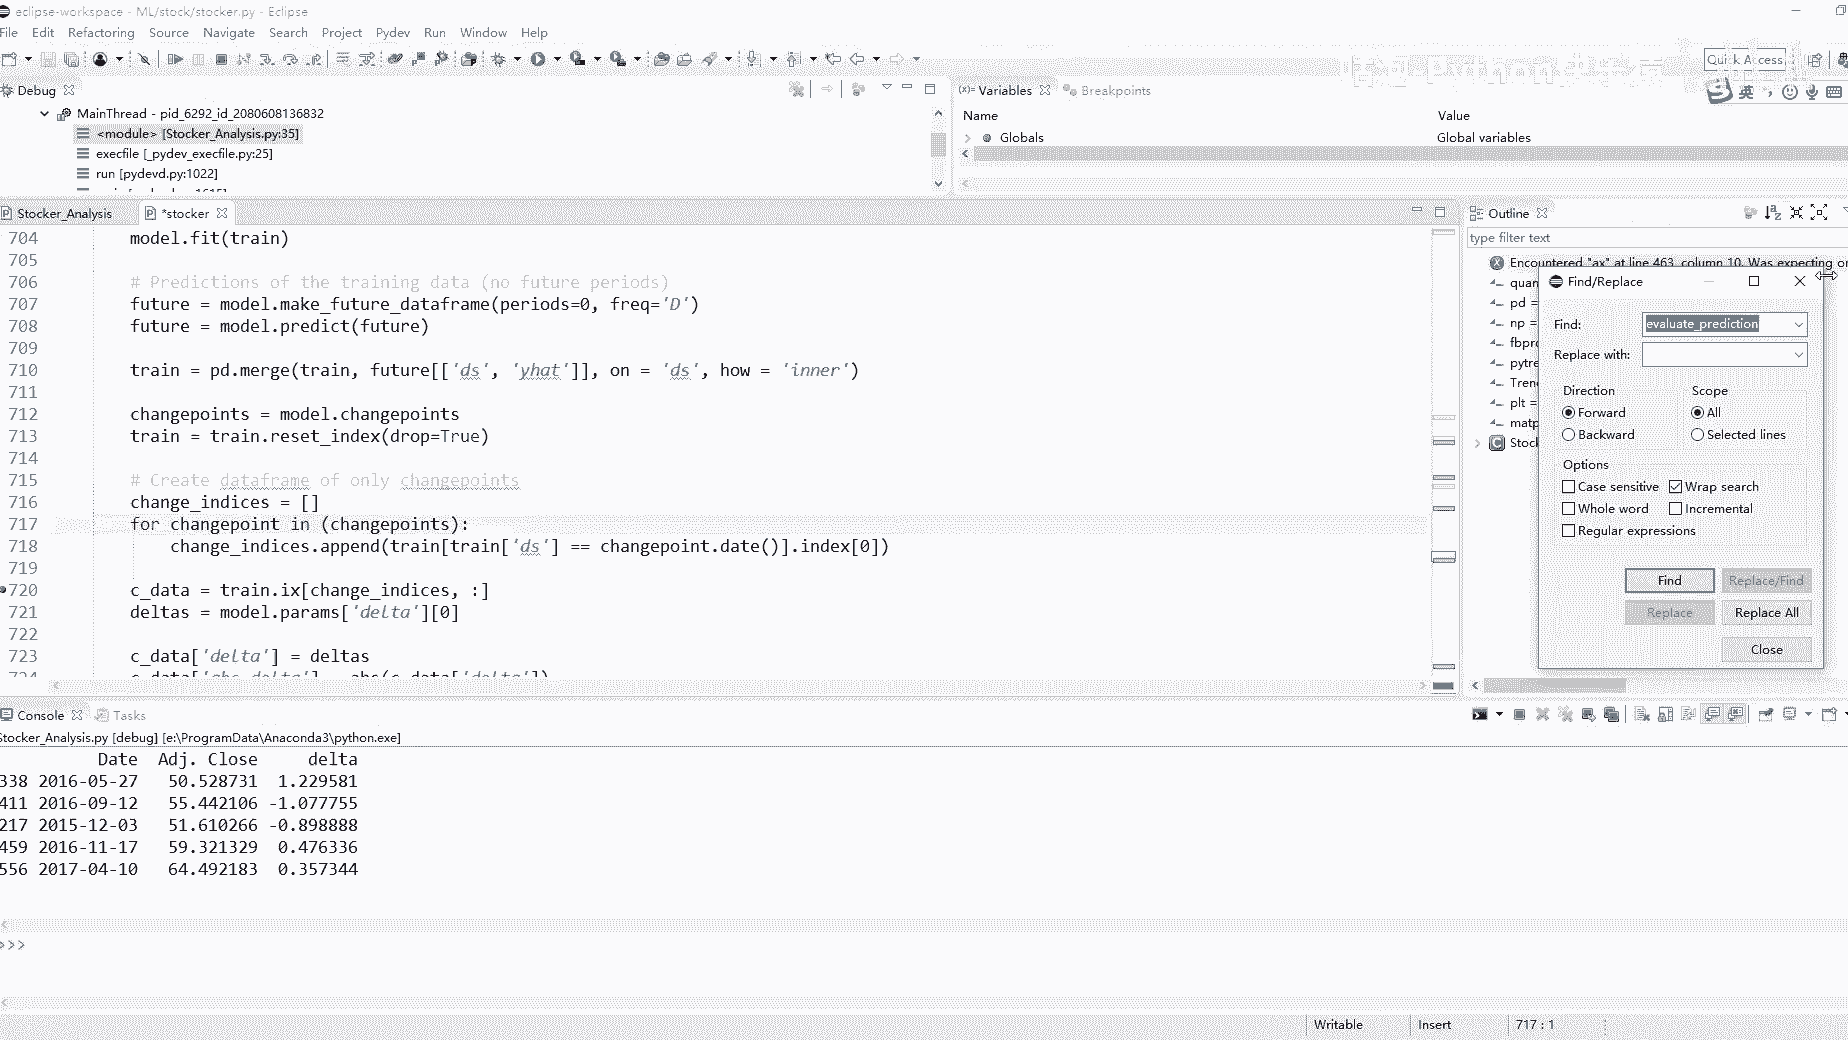 eclipse-workspace - ML/stock/stocker.py - Eclipse
File Edit Refactoring Source Navigate Search Project Pydev Run Window Help
Quick Access
英
Debug
MainThread - pid_6292_id_2080608136832
<module> [Stocker_Analysis.py:35]
execfile [_pydev_execfile.py:25]
run [pydevd.py:1022]
(x)= Variables Breakpoints
Name Value
Globals Global variables
Stocker_Analysis *stocker
704 model.fit(train)
705
706 # Predictions of the training data (no future periods)
707 future = model.make_future_dataframe(periods=0, freq='D')
708 future = model.predict(future)
709
710 train = pd.merge(train, future[['ds', 'yhat']], on = 'ds', how = 'inner')
711
712 changepoints = model.changepoints
713 train = train.reset_index(drop=True)
714
715 # Create dataframe of only changepoints
716 change_indices = []
717 for changepoint in (changepoints):
718 change_indices.append(train[train['ds'] == changepoint.date()].index[0])
719
720 c_data = train.ix[change_indices, :]
721 deltas = model.params['delta'][0]
722
723 c_data['delta'] = deltas
724 c_data['abs_delta'] = abs(c_data['delta'])
Outline
type filter text
Encountered "ax" at line 463, column 10. Was expecting on
quan
pd =
np =
fbpro
pytre
Trend
plt =
matp
Stock
Find/Replace
Find: evaluate_prediction
Replace with:
Direction Scope
Forward All
Backward Selected lines
Options
Case sensitive Wrap search
Whole word Incremental
Regular expressions
Find Replace/Find
Replace Replace All
Close
Console Tasks
Stocker_Analysis.py [debug] [e:\ProgramData\Anaconda3\python.exe]
Date Adj. Close delta
338 2016-05-27 50.528731 1.229581
411 2016-09-12 55.442106 -1.077755
217 2015-12-03 51.610266 -0.898888
459 2016-11-17 59.321329 0.476336
556 2017-04-10 64.492183 0.357344
>>>
Writable Insert 717 : 1